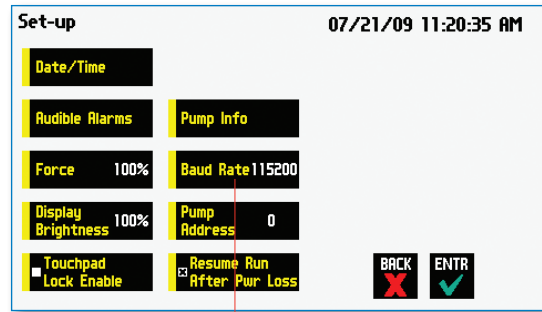 Set-up
07/21/09 11:20:35 AM
Date/Time
Audible Alarms
Pump Info
Force 100%
Baud Rate 115200
Display
Brightness 100%
Pump
Address 0
Touchpad
Lock Enable
Resume Run
After Pwr Loss
BACK
ENTR